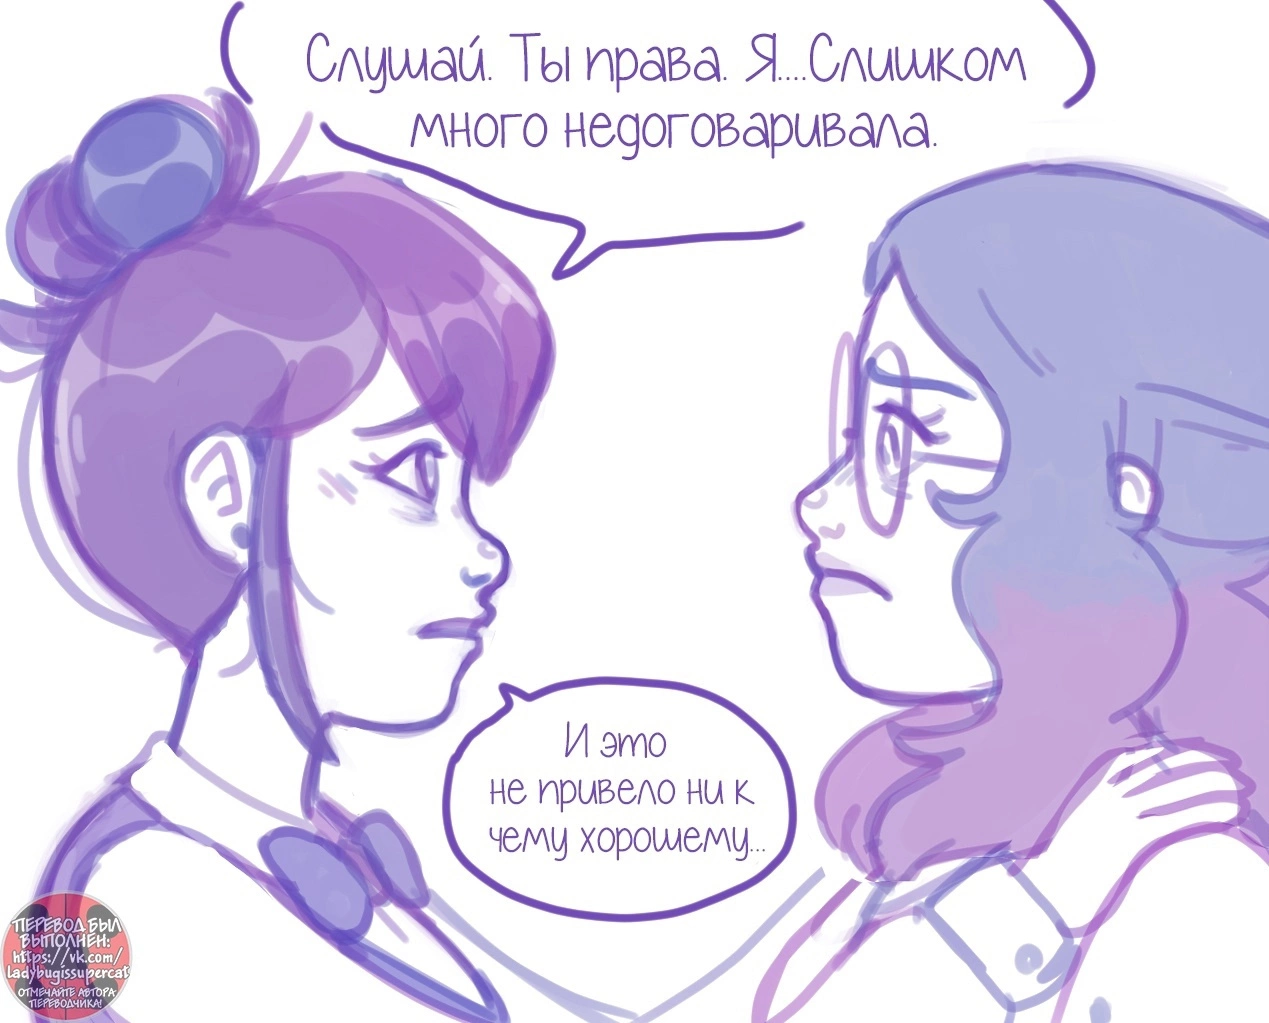 Слушай. Ты права. Я....Слишком
много недоговаривала.
И это
не привело ни к
чему хорошему...
ПЕРЕВОД БЫЛ
ВЫПОЛНЕН:
https://vk.com/
ladybugissupercat
ОТМЕЧАЙТЕ АВТОРА
ПЕРЕВОДЧИКА!